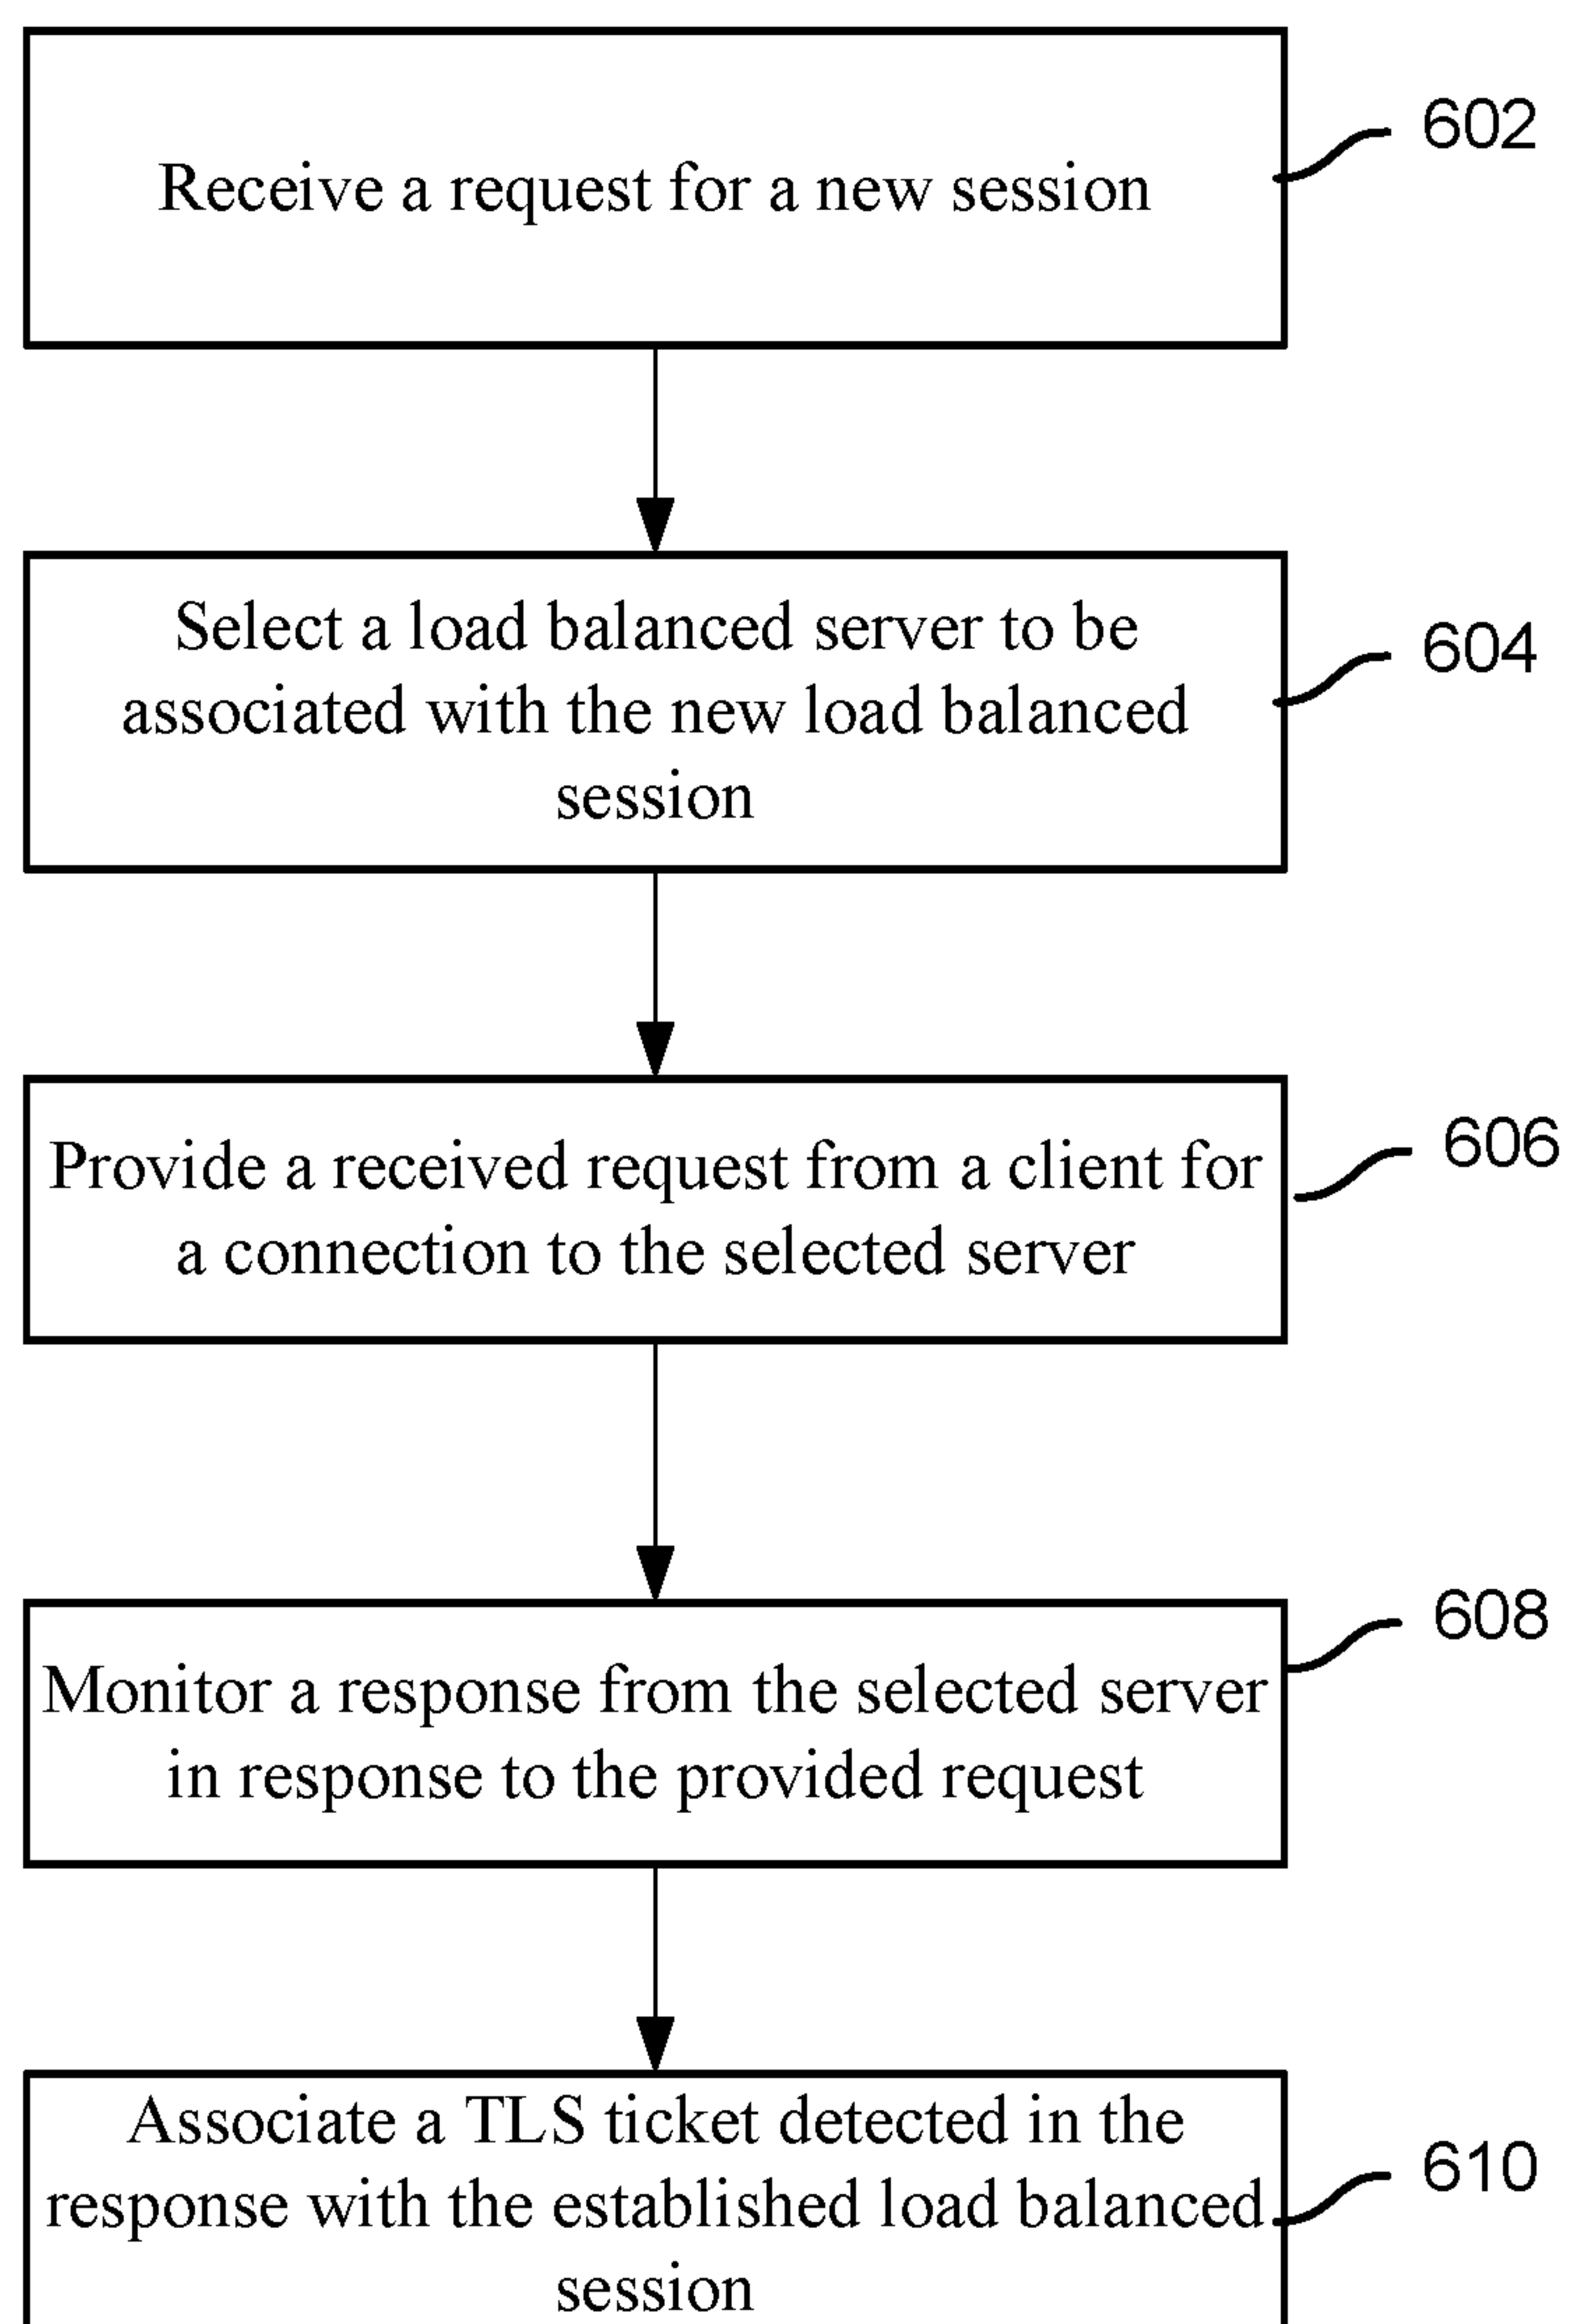 Receive a request for a new session
602
Select a load balanced server to be
associated with the new load balanced
session
604
Provide a received request from a client for
a connection to the selected server
606
Monitor a response from the selected server
in response to the provided request
608
Associate a TLS ticket detected in the
response with the established load balanced
session
610